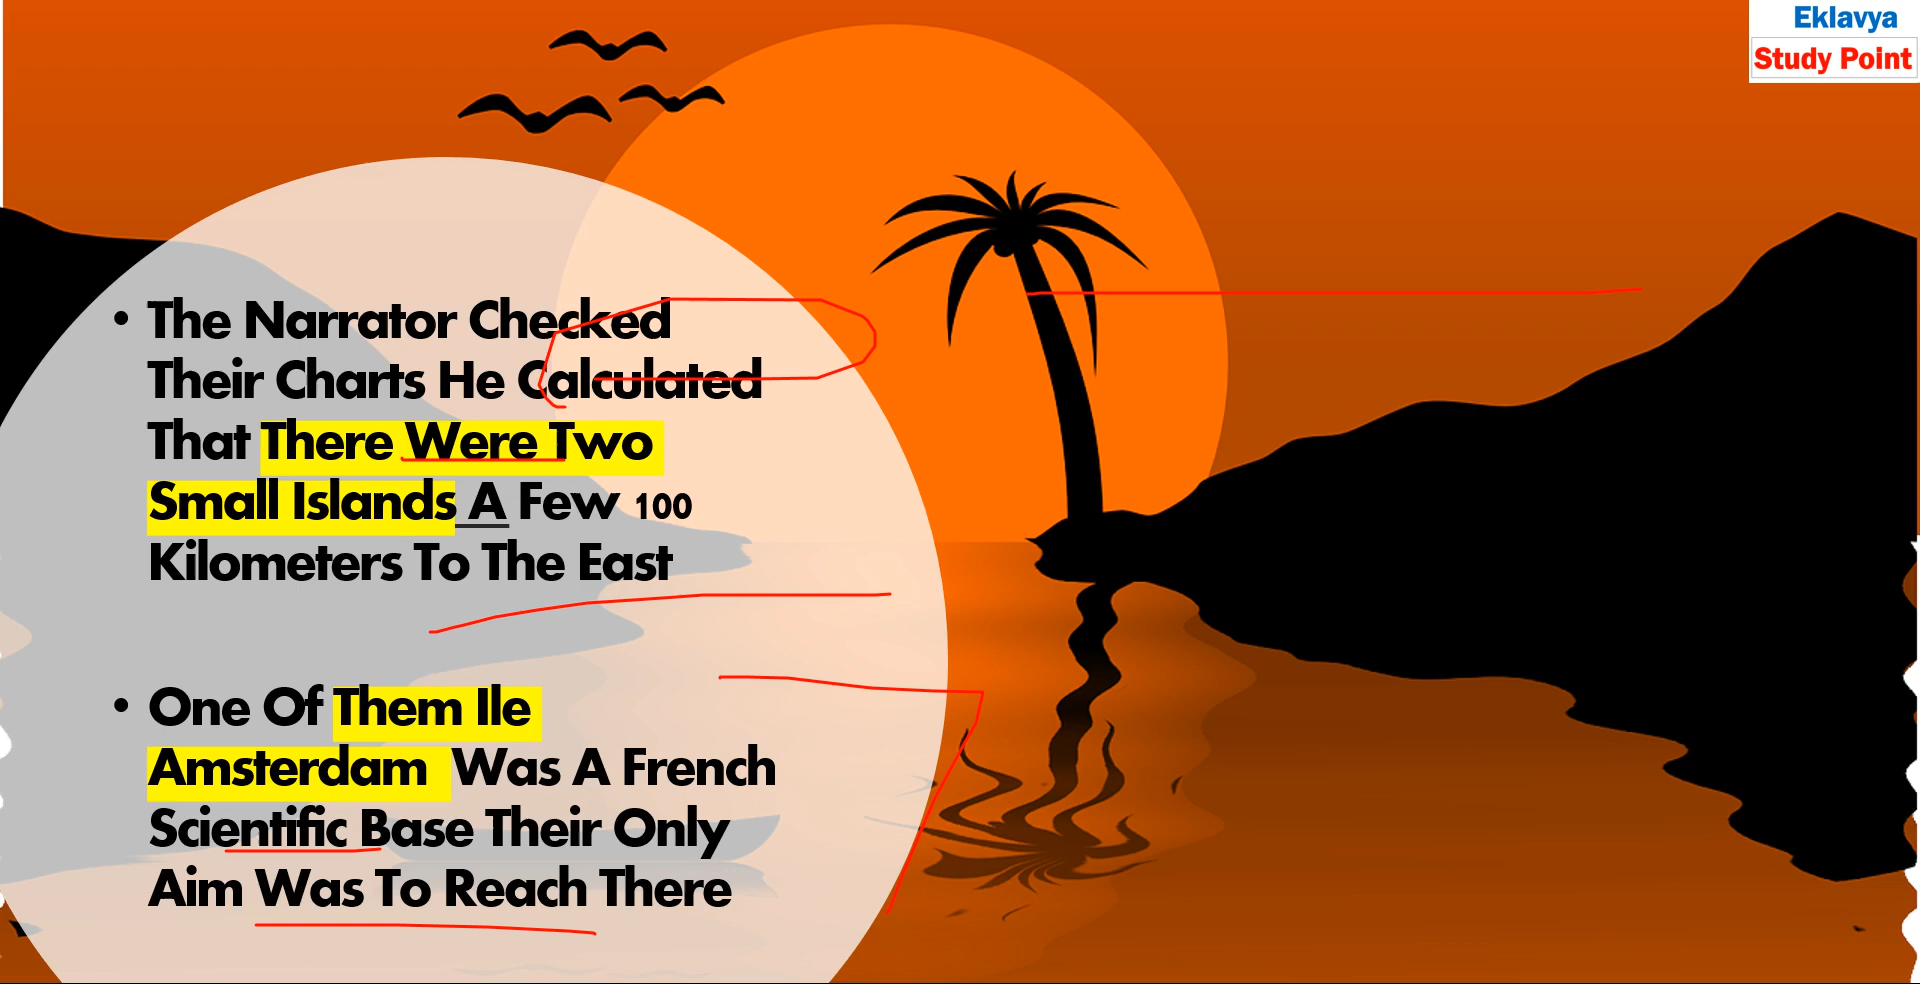 Eklavya
Study Point
• The Narrator Checked
Their Charts He Calculated
That There Were Two
Small Islands A Few 100
Kilometers To The East
• One Of Them Ile
Amsterdam Was A French
Scientific Base Their Only
Aim Was To Reach There